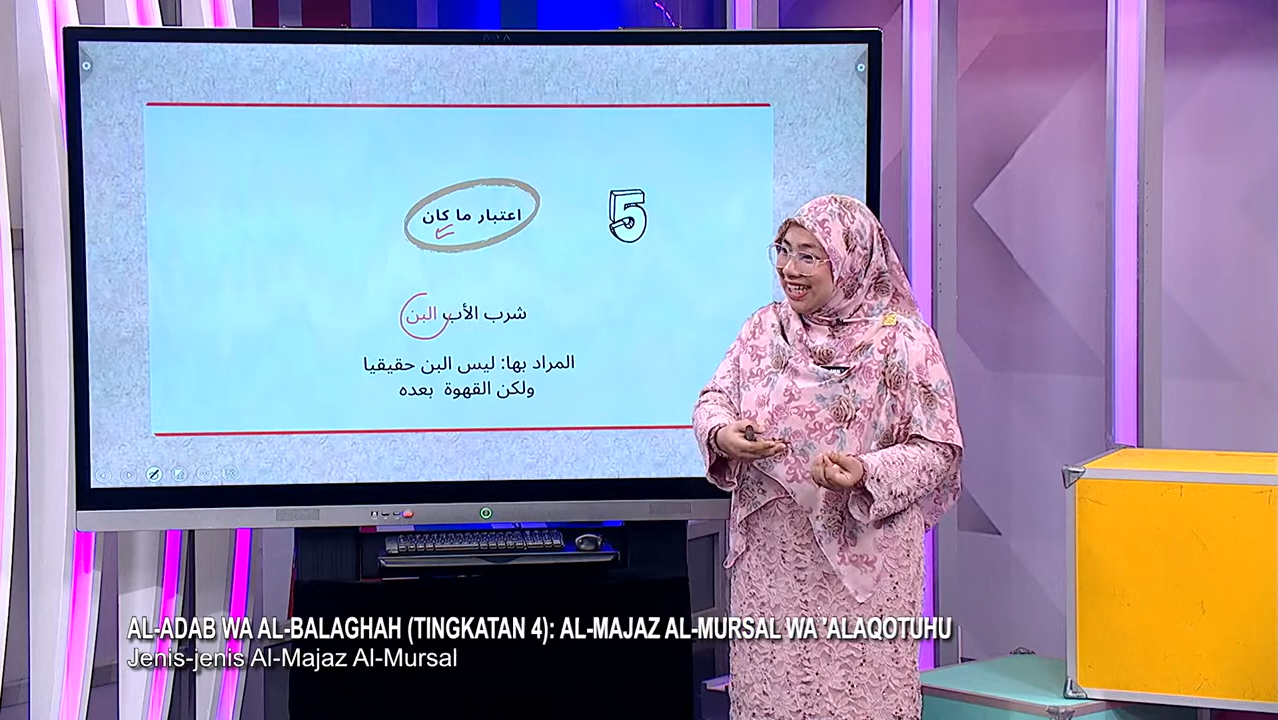 5
اعتبار ما كان
شرب الأب البن
المراد بها: ليس البن حقيقيا
ولكن القهوة بعده
AL-ADAB WA AL-BALAGHAH (TINGKATAN 4): AL-MAJAZ AL-MURSAL WA 'ALAQOTUHU
Jenis-jenis Al-Majaz Al-Mursal